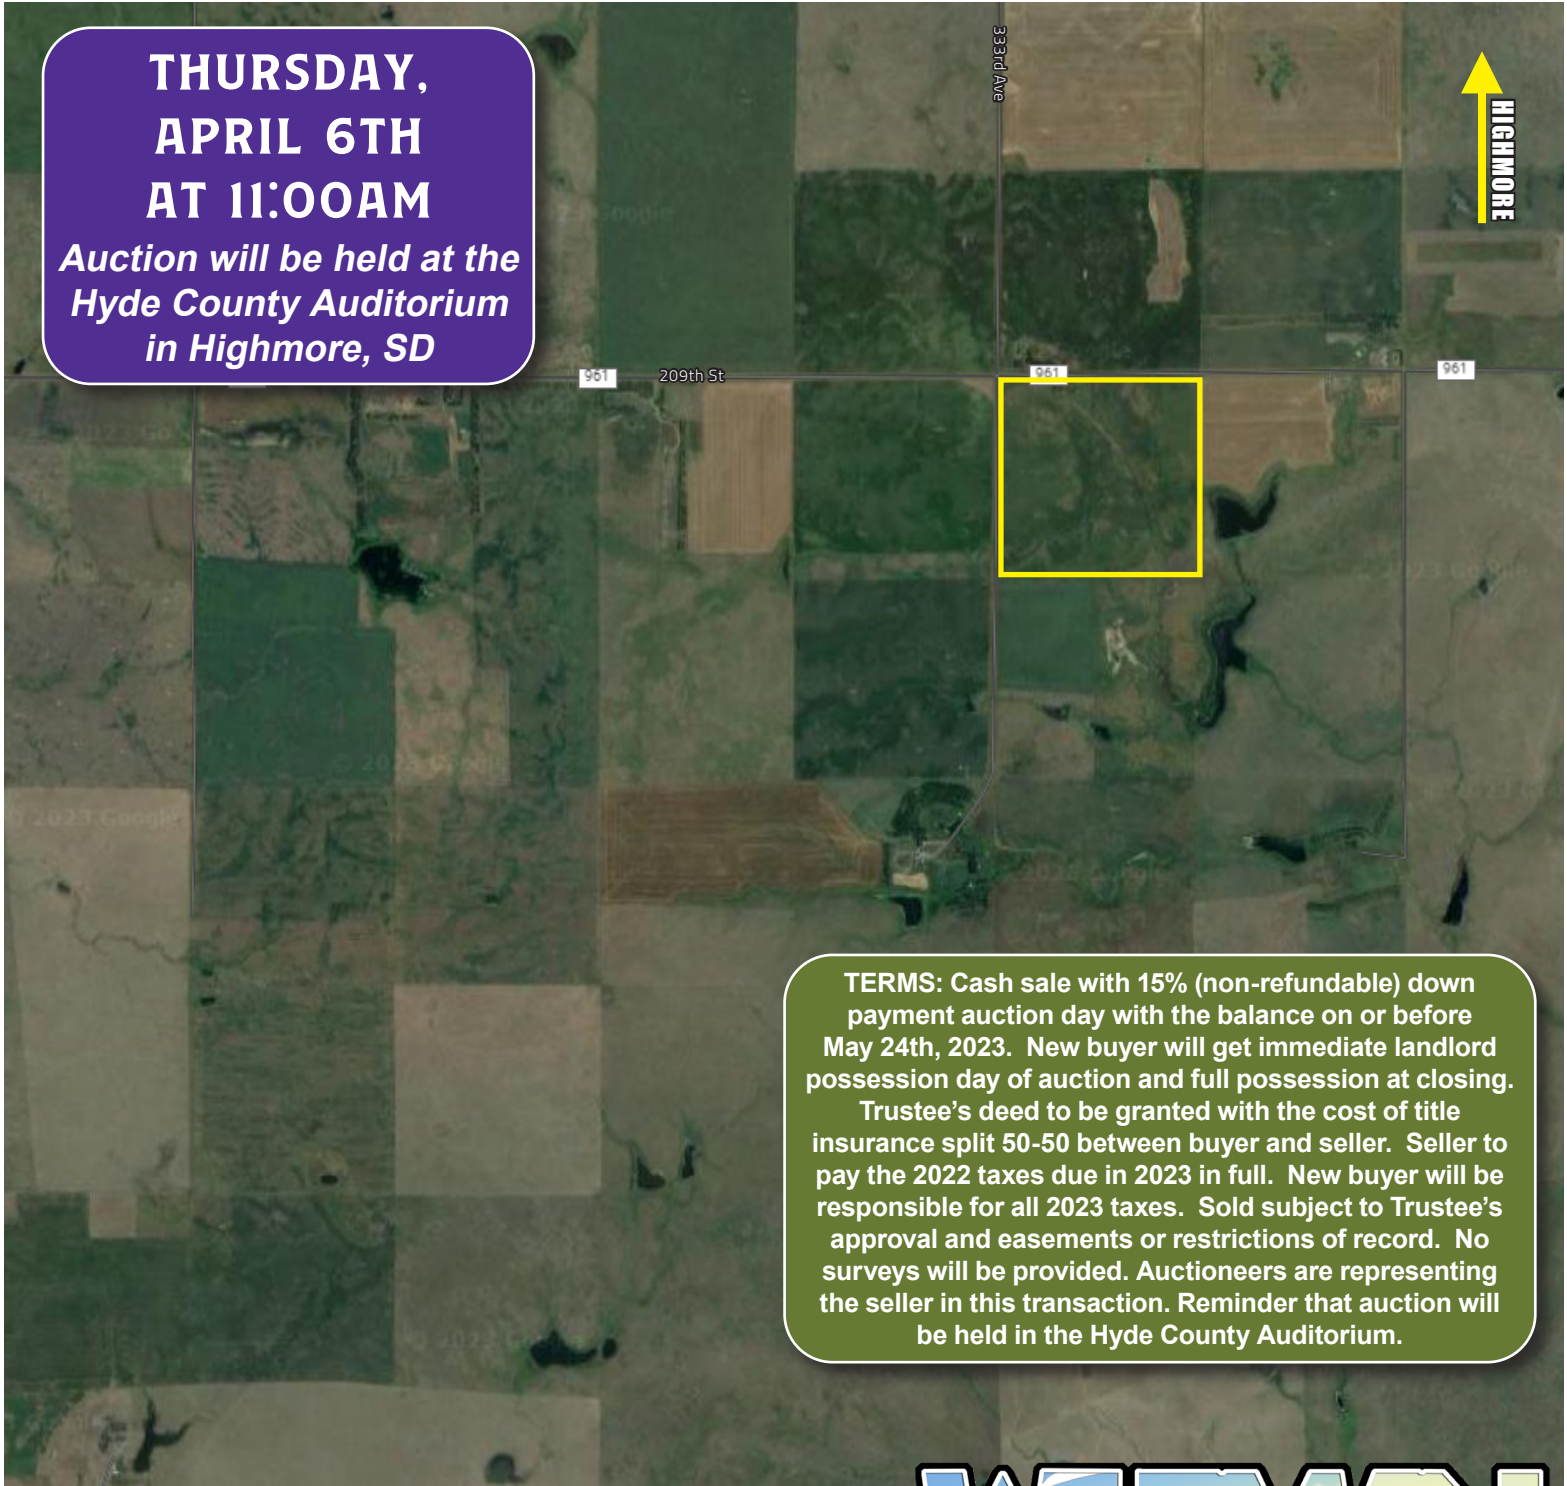 THURSDAY,
APRIL 6TH
AT 11:00AM
Auction will be held at the
Hyde County Auditorium
in Highmore, SD
333rd Ave
HIGHMORE
961
209th St
961
961
© 2023 Google
TERMS: Cash sale with 15% (non-refundable) down
payment auction day with the balance on or before
May 24th, 2023. New buyer will get immediate landlord
possession day of auction and full possession at closing.
Trustee’s deed to be granted with the cost of title
insurance split 50-50 between buyer and seller. Seller to
pay the 2022 taxes due in 2023 in full. New buyer will be
responsible for all 2023 taxes. Sold subject to Trustee’s
approval and easements or restrictions of record. No
surveys will be provided. Auctioneers are representing
the seller in this transaction. Reminder that auction will
be held in the Hyde County Auditorium.